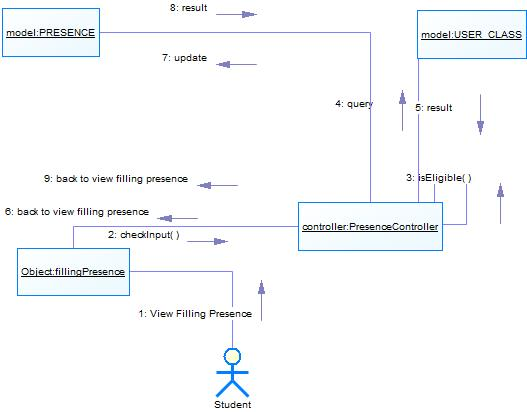 8: result
model:PRESENCE
model:USER_CLASS
7: update
4: query
5: result
9: back to view filling presence
3: isEligible( )
6: back to view filling presence
2: checkInput( )
controller:PresenceController
Object:fillingPresence
1: View Filling Presence
Student